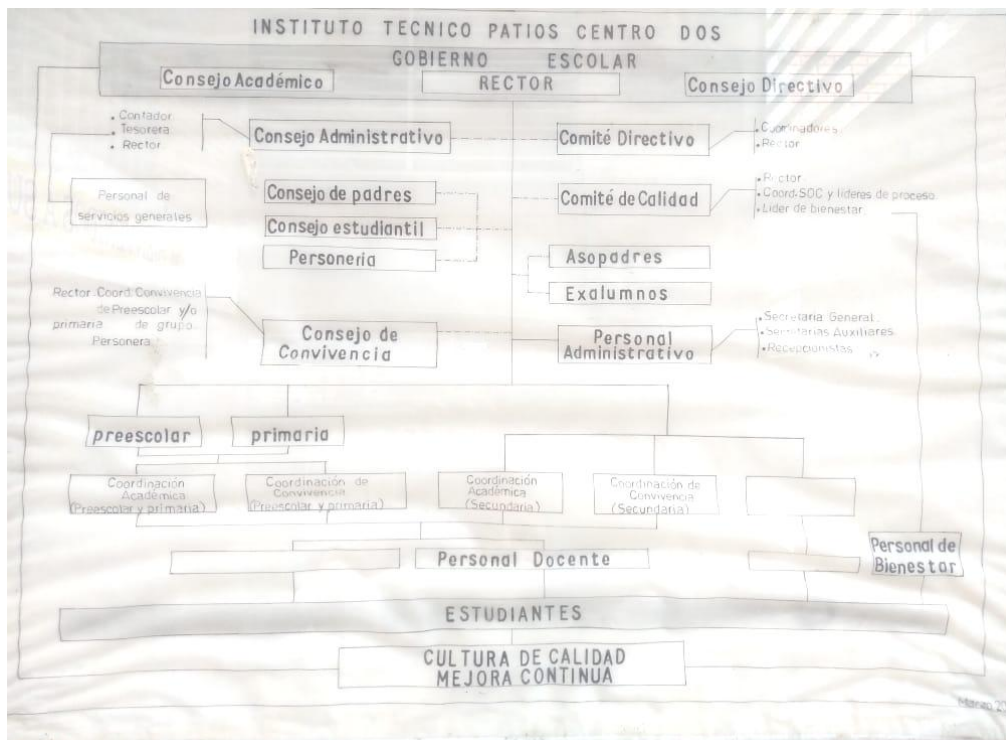 INSTITUTO TECNICO PATIOS CENTRO DOS
GOBIERNO ESCOLAR
Consejo Académico
RECTOR
Consejo Directivo
• Contador
• Tesorera
• Rector
Consejo Administrativo
Comité Directivo
• Coordinadores
• Rector
Personal de
servicios generales
Consejo de padres
Comité de Calidad
• Rector
• Coord. SOC y líderes de proceso
• Líder de bienestar
Consejo estudiantil
Personería
Asopadres
Exalumnos
Rector. Coord. Convivencia
de Preescolar y/o
primaria de grupo.
Personera
Consejo de
Convivencia
Personal
Administrativo
• Secretaria General.
• Secretarias Auxiliares.
• Recepcionistas
preescolar
primaria
Coordinación
Académica
(Preescolar y primaria)
Coordinación de
Convivencia
(Preescolar y primaria)
Coordinación
Académica
(Secundaria)
Coordinación de
Convivencia
(Secundaria)
Personal Docente
Personal de
Bienestar
ESTUDIANTES
CULTURA DE CALIDAD
MEJORA CONTINUA
Marzo 20